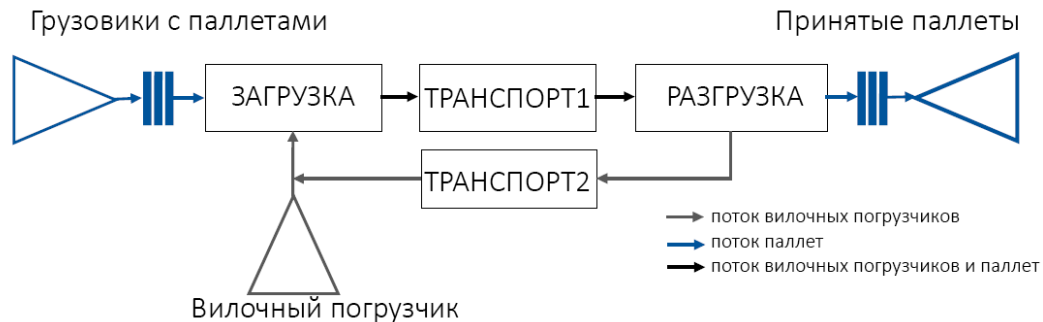 Грузовики с паллетами
Принятые паллеты
ЗАГРУЗКА
ТРАНСПОРТ1
РАЗГРУЗКА
ТРАНСПОРТ2
поток вилочных погрузчиков
поток паллет
поток вилочных погрузчиков и паллет
Вилочный погрузчик